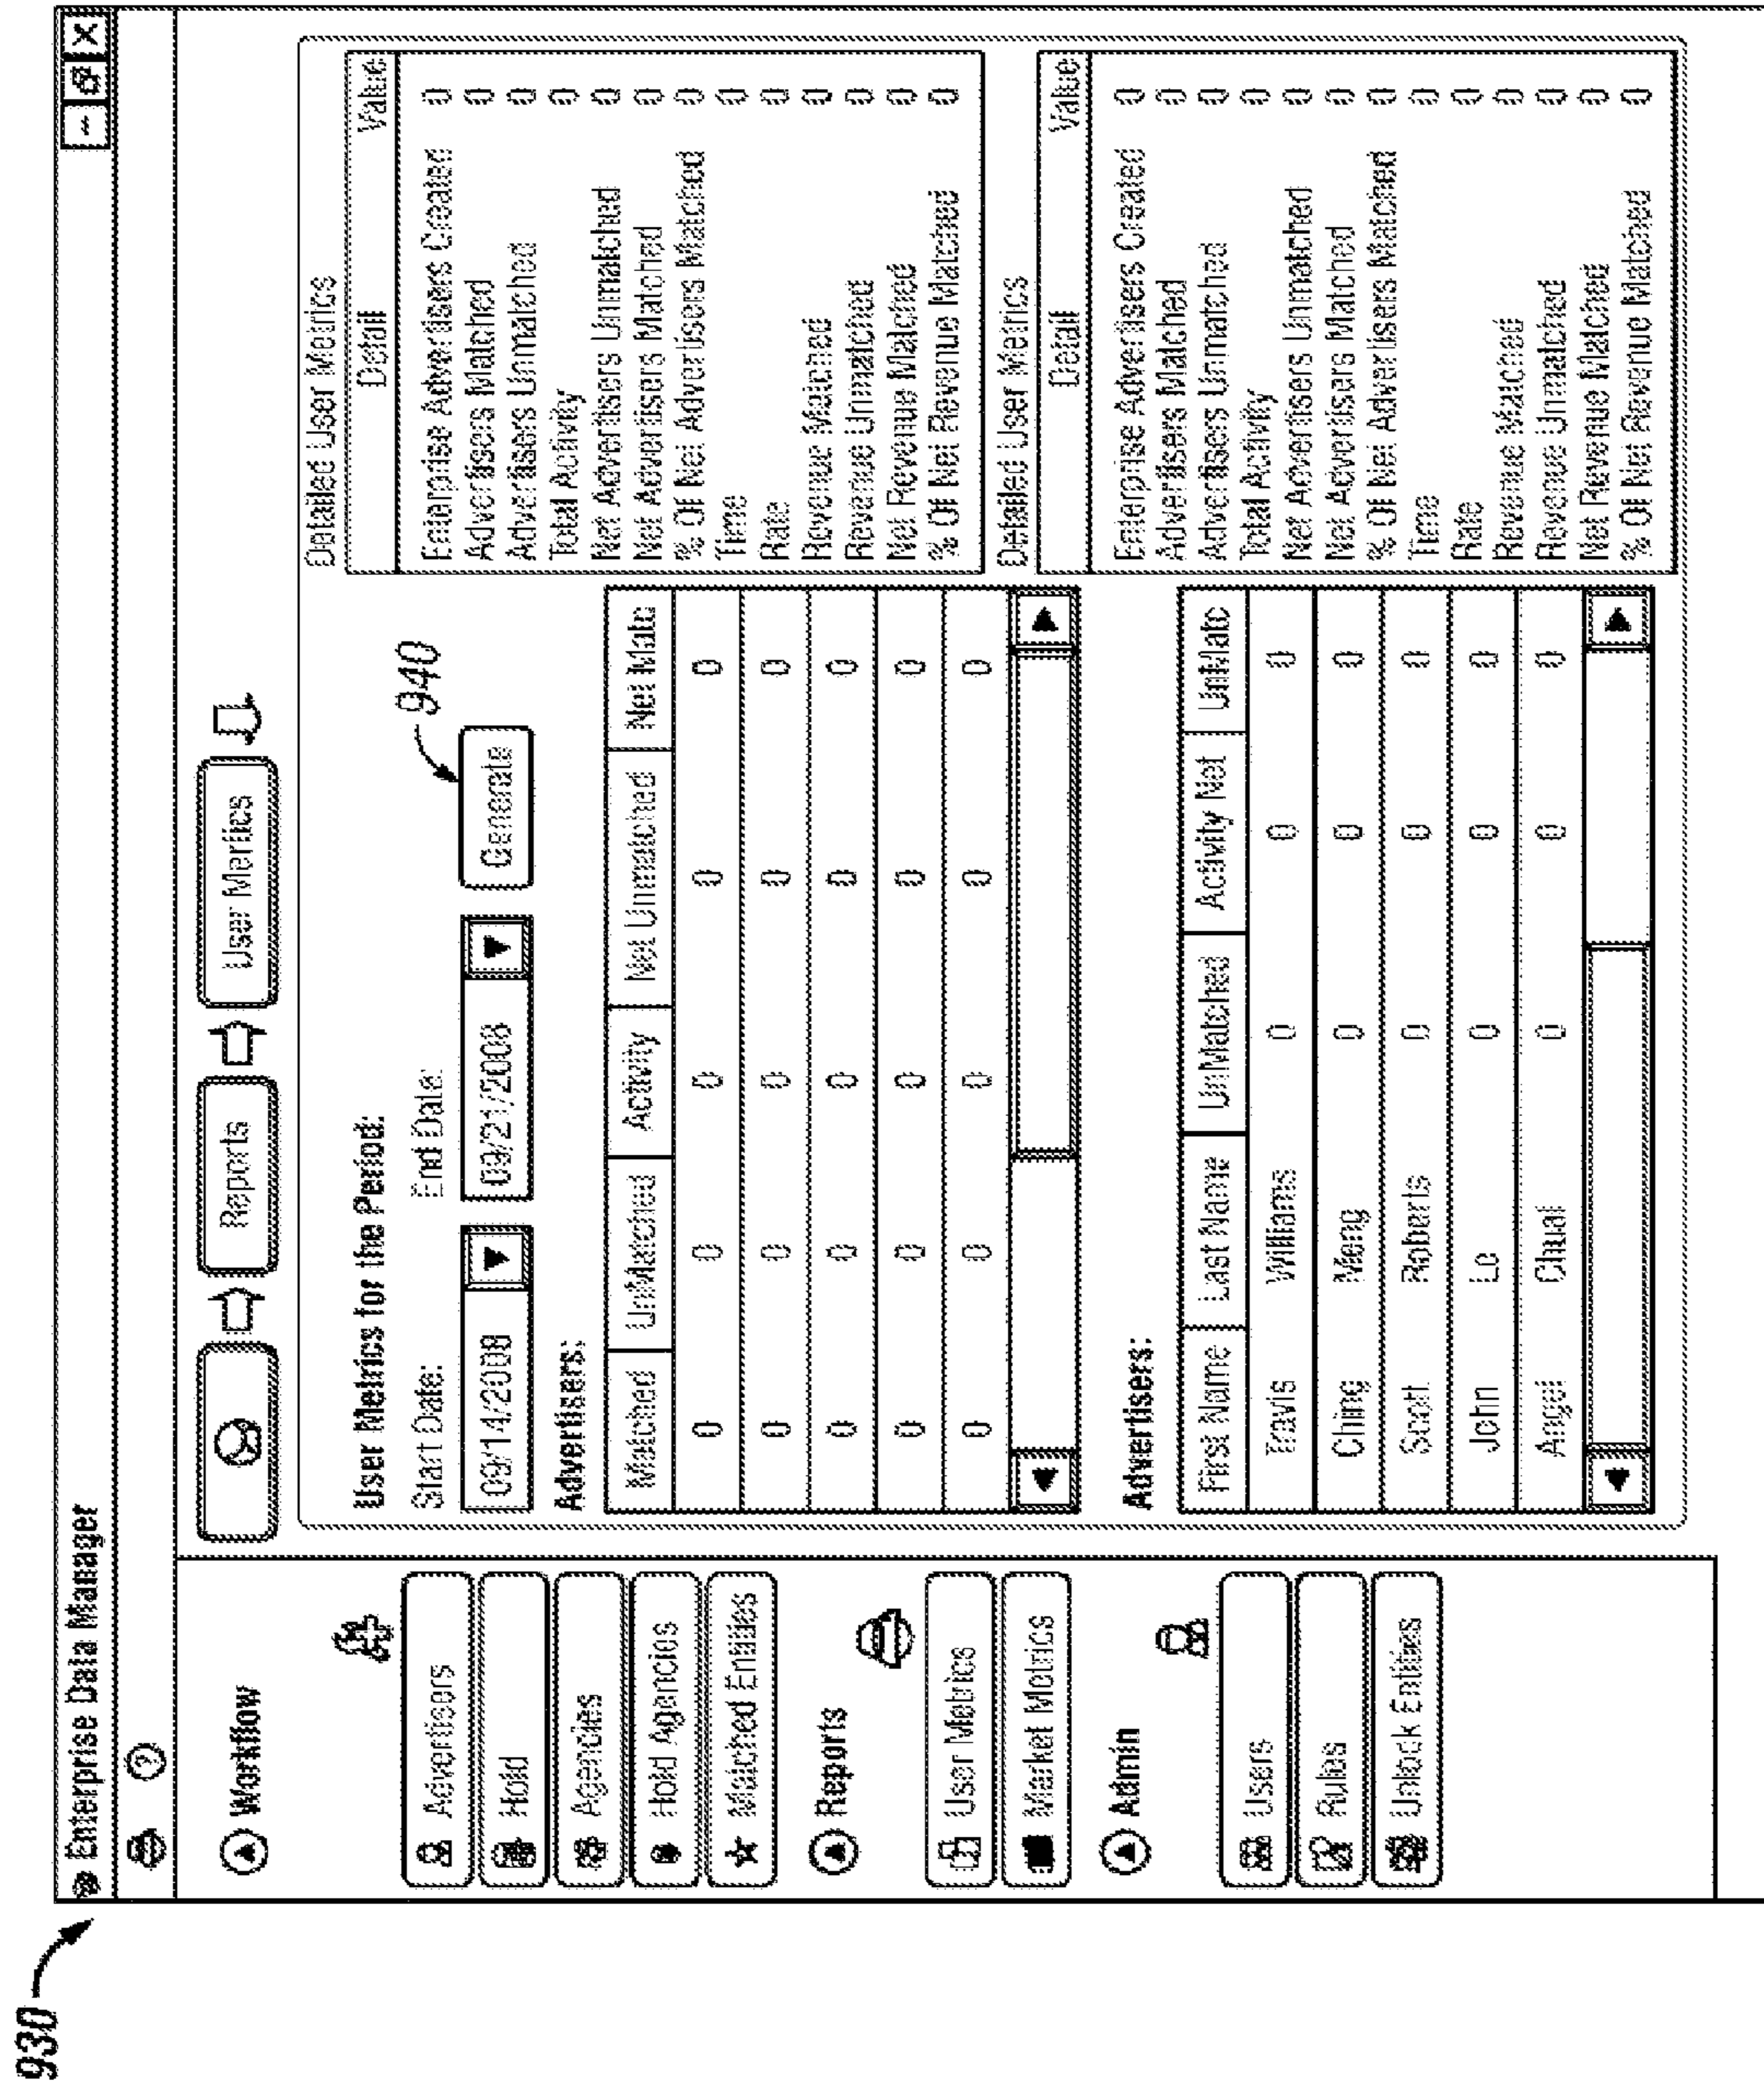 930
Enterprise Data Manager
?
Workflow
Advertisers
Hold
Agencies
Hold Agencies
Matched Entities
Reports
User Metrics
Market Metrics
Admin
Users
Rules
Unlock Entities
Reports User Mertics
User Metrics for the Period:
Start Date: End Date:
09/14/2008 09/21/2008 Generate
940
Advertisers:
Matched UnMatched Activity Net Unmatched Net Matc
0 0 0 0 0
0 0 0 0 0
0 0 0 0 0
0 0 0 0 0
0 0 0 0 0
Advertisers:
First Name Last Name UnMatched Activity Net UnMatc
Travis Williams 0 0 0
Ching Meng 0 0 0
Scott Roberts 0 0 0
John Le 0 0 0
Angel Chuat 0 0 0
Detailed User Metrics
Detail Value
Enterprise Advertisers Created 0
Advertisers Matched 0
Advertisers Unmatched 0
Total Activity 0
Net Advertisers Unmatched 0
Net Advertisers Matched 0
% Of Net Advertisers Matched 0
Time 0
Rate 0
Revenue Matched 0
Revenue Unmatched 0
Net Revenue Matched 0
% Of Net Revenue Matched 0
Detailed User Metrics
Detail Value
Enterprise Advertisers Created 0
Advertisers Matched 0
Advertisers Unmatched 0
Total Activity 0
Net Advertisers Unmatched 0
Net Advertisers Matched 0
% Of Net Advertisers Matched 0
Time 0
Rate 0
Revenue Matched 0
Revenue Unmatched 0
Net Revenue Matched 0
% Of Net Revenue Matched 0